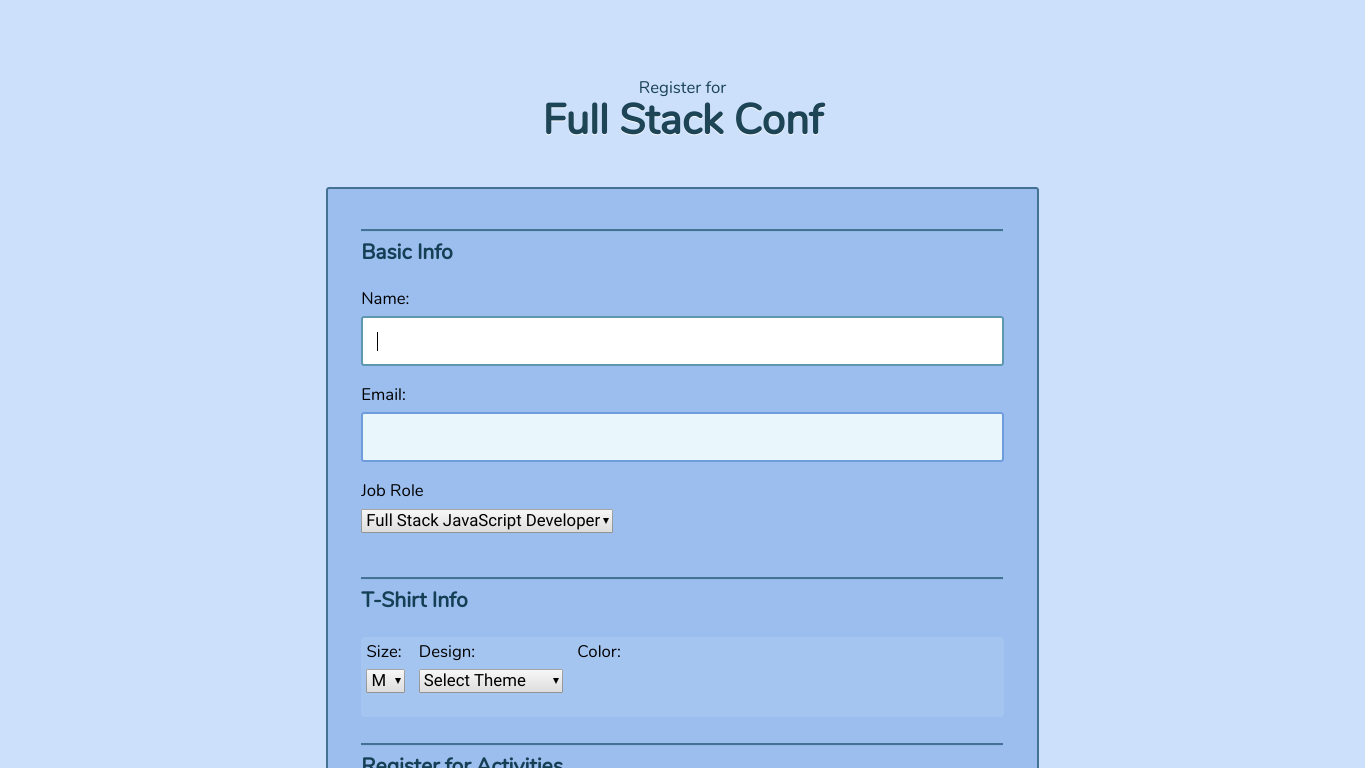 Register for
Full Stack Conf
Basic Info
Name:
Email:
Job Role
Full Stack JavaScript Developer
T-Shirt Info
Size: Design: Color:
M Select Theme
Register for Activities